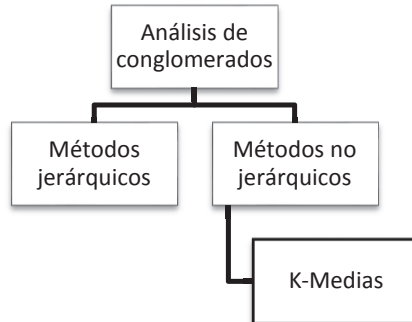 Análisis de
conglomerados
Métodos
jerárquicos
Métodos no
jerárquicos
K-Medias